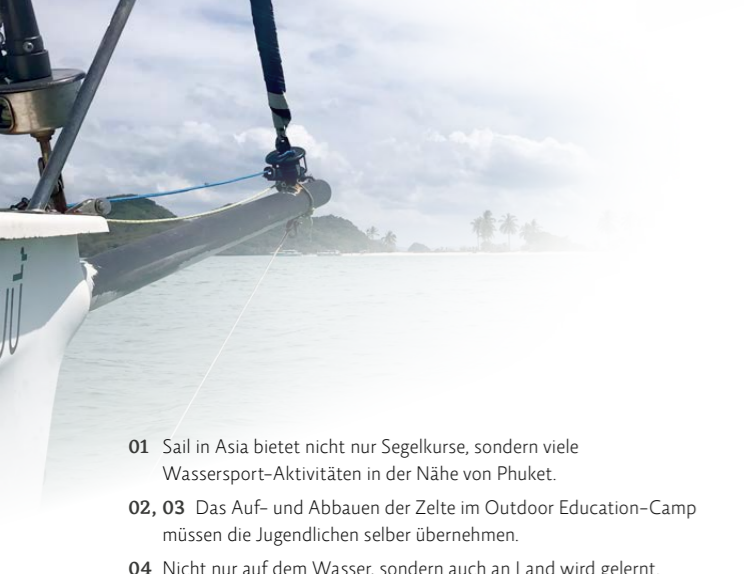 01 Sail in Asia bietet nicht nur Segelkurse, sondern viele
Wassersport-Aktivitäten in der Nähe von Phuket.
02, 03 Das Auf- und Abbauen der Zelte im Outdoor Education-Camp
müssen die Jugendlichen selber übernehmen.
04 Nicht nur auf dem Wasser, sondern auch an Land wird gelernt.